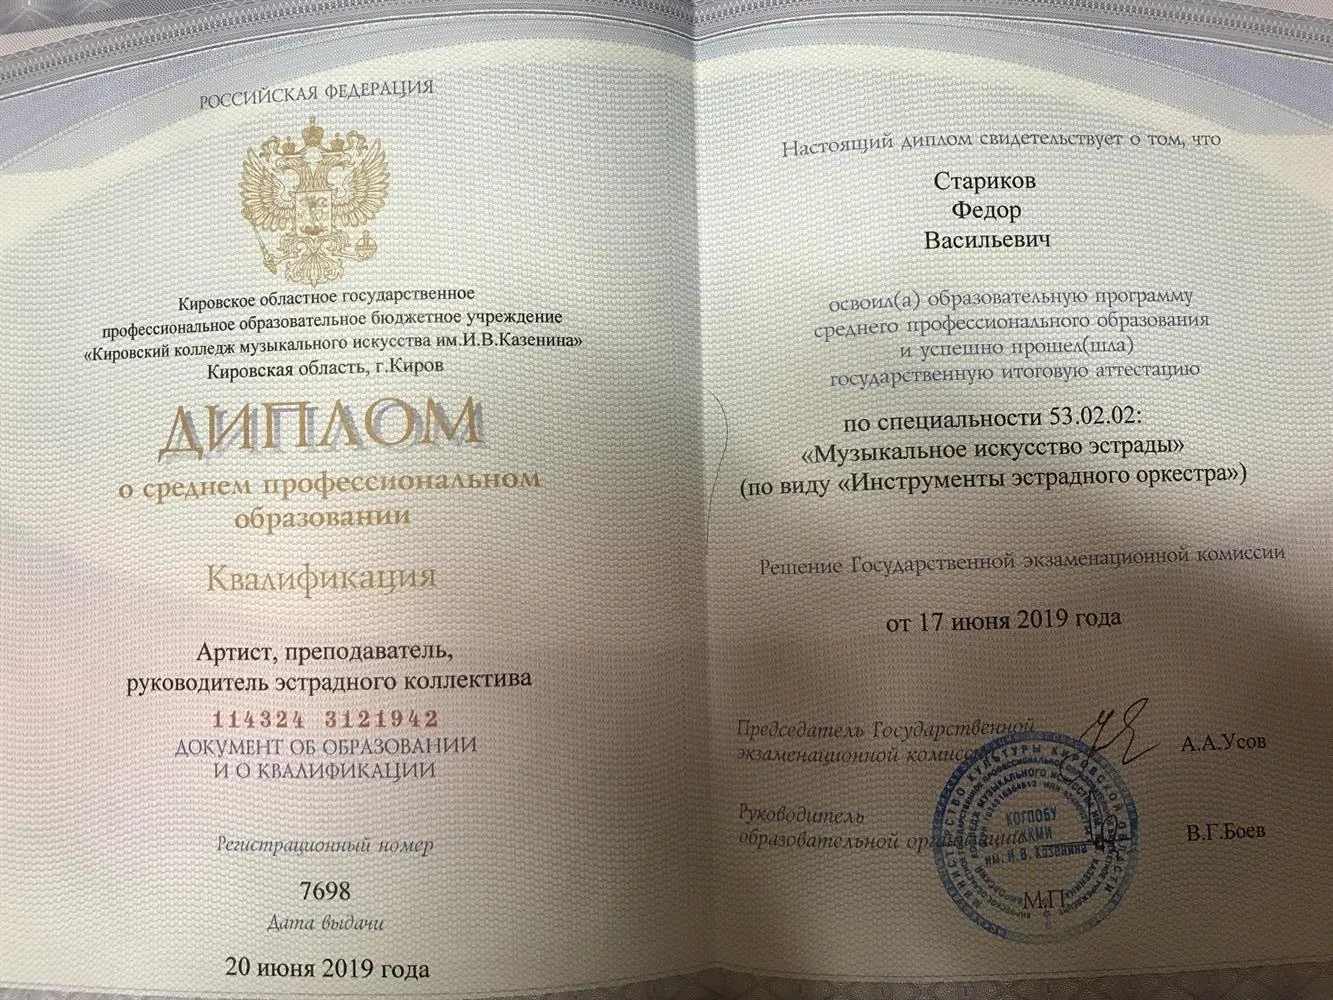 РОССИЙСКАЯ ФЕДЕРАЦИЯ
Кировское областное государственное
профессиональное образовательное бюджетное учреждение
«Кировский колледж музыкального искусства им.И.В.Казенина»
Кировская область, г.Киров
ДИПЛОМ
о среднем профессиональном
образовании
Квалификация
Артист, преподаватель,
руководитель эстрадного коллектива
114324 3121942
ДОКУМЕНТ ОБ ОБРАЗОВАНИИ
И О КВАЛИФИКАЦИИ
Регистрационный номер
7698
Дата выдачи
20 июня 2019 года
Настоящий диплом свидетельствует о том, что
Стариков
Федор
Васильевич
освоил(а) образовательную программу
среднего профессионального образования
и успешно прошел(шла)
государственную итоговую аттестацию
по специальности 53.02.02:
«Музыкальное искусство эстрады»
(по виду «Инструменты эстрадного оркестра»)
Решение Государственной экзаменационной комиссии
от 17 июня 2019 года
Председатель Государственной
экзаменационной комиссии
А.А.Усов
Руководитель
образовательной организации
В.Г.Боев
МИНИСТЕРСТВО КУЛЬТУРЫ КИРОВСКОЙ ОБЛАСТИ
КОГПОБУ
ККМИ
им. И.В. Казенина
М.П.